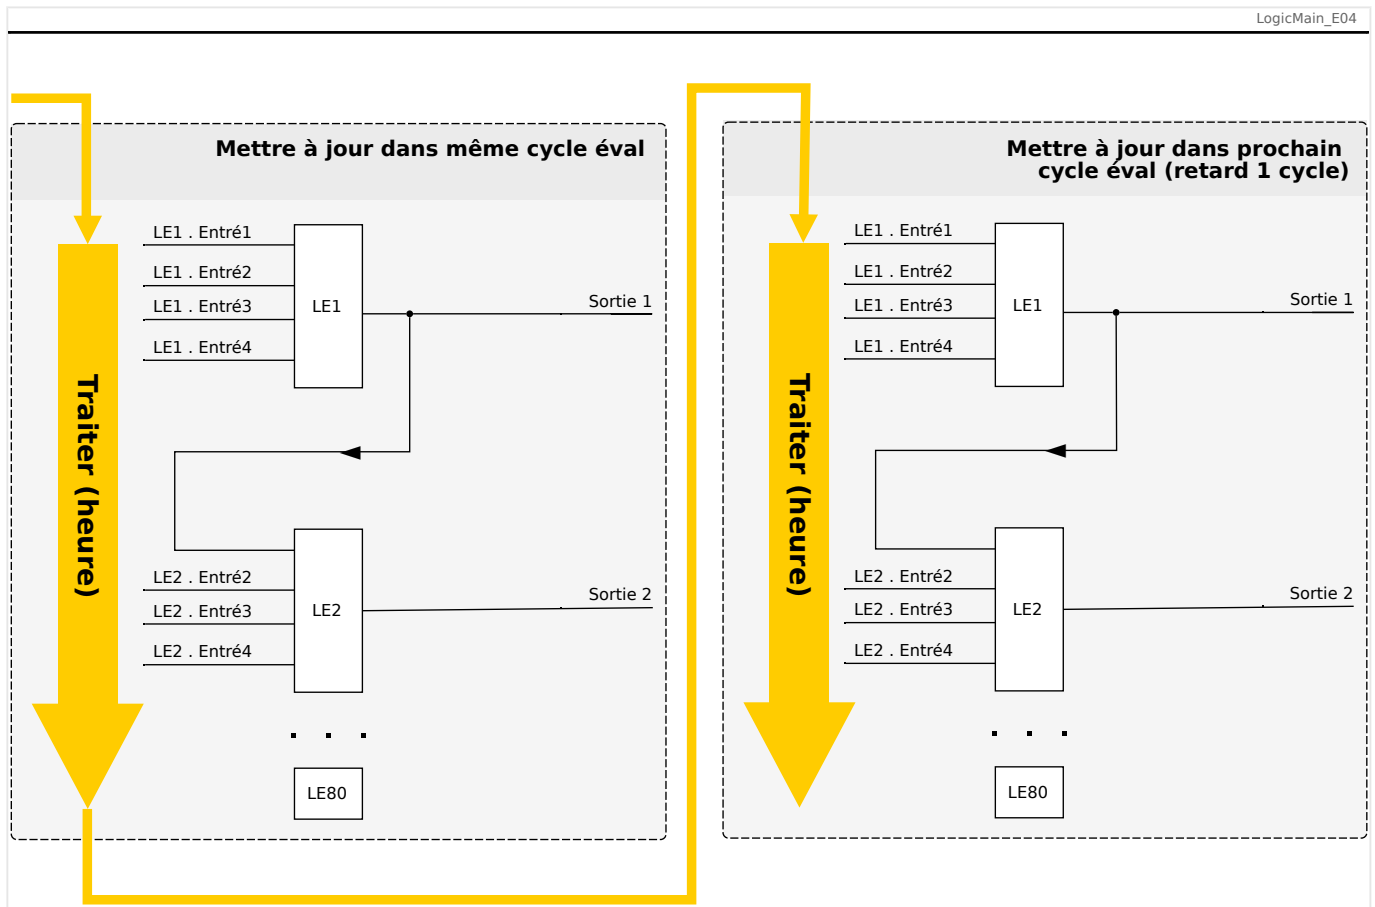 LogicMain_E04
Mettre à jour dans même cycle éval
LE1 . Entré1
LE1 . Entré2
LE1 . Entré3
LE1 . Entré4
LE1
Sortie 1
Traiter (heure)
LE2 . Entré2
LE2 . Entré3
LE2 . Entré4
LE2
Sortie 2
LE80
Mettre à jour dans prochain
cycle éval (retard 1 cycle)
LE1 . Entré1
LE1 . Entré2
LE1 . Entré3
LE1 . Entré4
LE1
Sortie 1
Traiter (heure)
LE2 . Entré2
LE2 . Entré3
LE2 . Entré4
LE2
Sortie 2
LE80